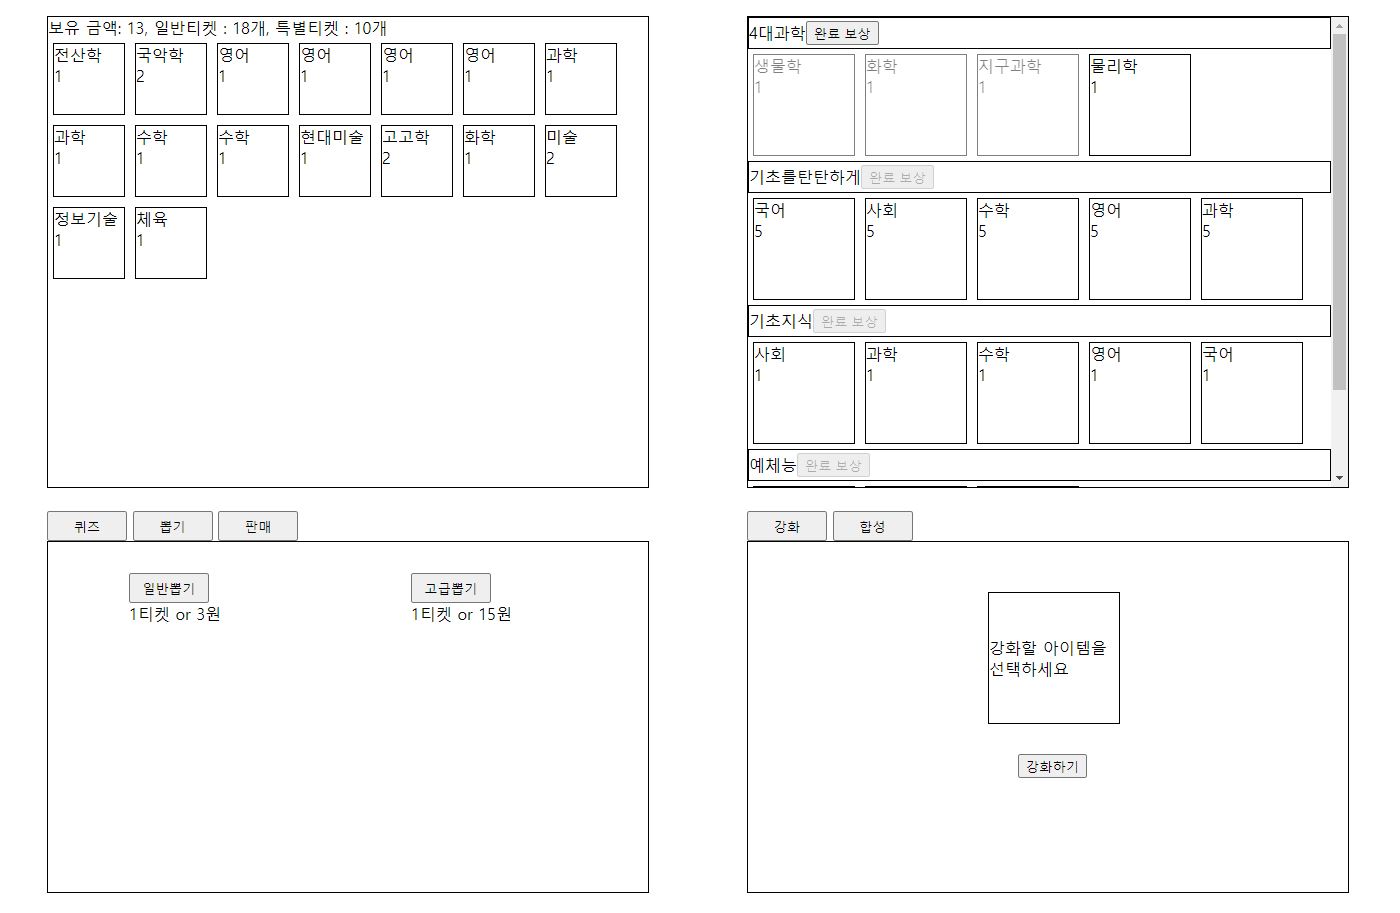 보유 금액: 13, 일반티켓 : 18개, 특별티켓 : 10개
전산학 국악학 영어 영어 영어 영어 과학
1 2 1 1 1 1 1
과학 수학 수학 현대미술 고고학 화학 미술
1 1 1 1 2 1 2
정보기술 체육
1 1
4대과학 완료 보상
생물학 화학 지구과학 물리학
1 1 1 1
기초를탄탄하게 완료 보상
국어 사회 수학 영어 과학
5 5 5 5 5
기초지식 완료 보상
사회 과학 수학 영어 국어
1 1 1 1 1
예체능 완료 보상
퀴즈 뽑기 판매
일반뽑기 고급뽑기
1티켓 or 3원 1티켓 or 15원
강화 합성
강화할 아이템을
선택하세요
강화하기